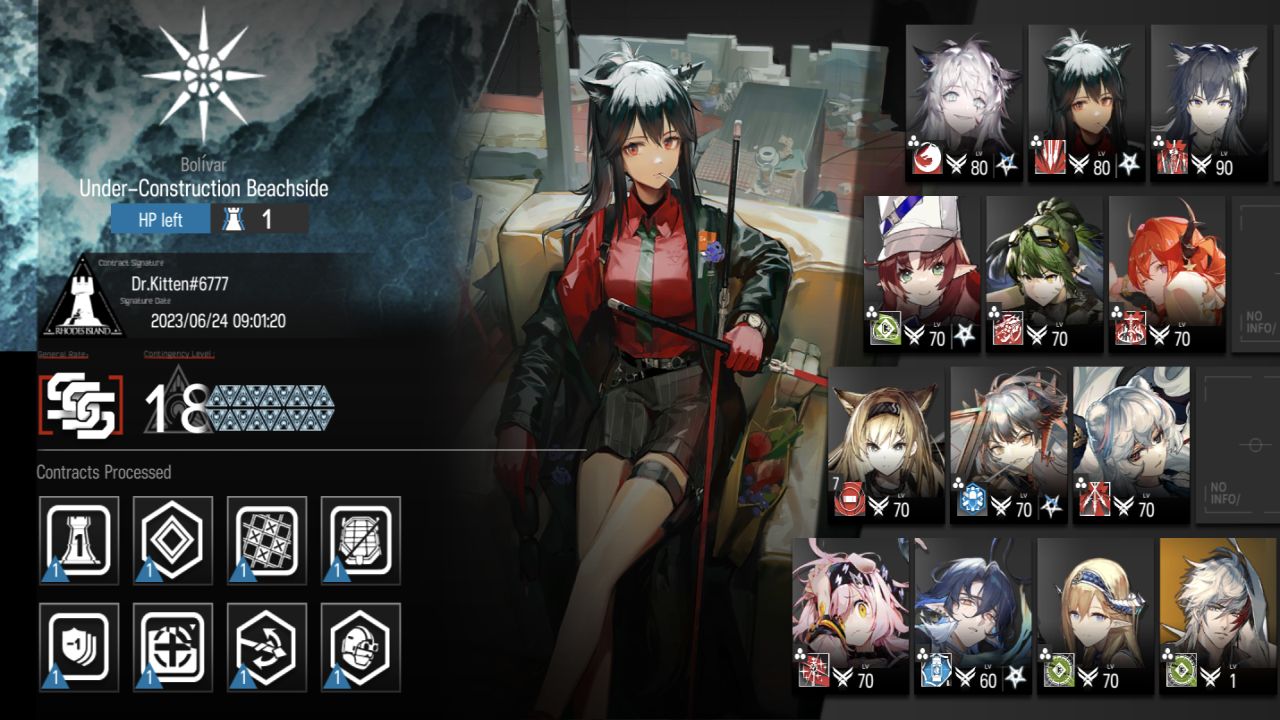 Bolívar
Under-Construction Beachside
HP left 1
Contract Signature
Dr.Kitten#6777
Signature Date
2023/06/24 09:01:20
RHODES ISLAND
General Rate:
Contingency Level:
SSS
18
Contracts Processed
1
1 1 1 1
-1
1 1 1 1
LV 80 LV 80 LV 90
LV 70 LV 70 LV 70
NO INFO/
7
LV 70 LV 70 LV 70
NO INFO/
LV 70 LV 60 LV 70 LV 1